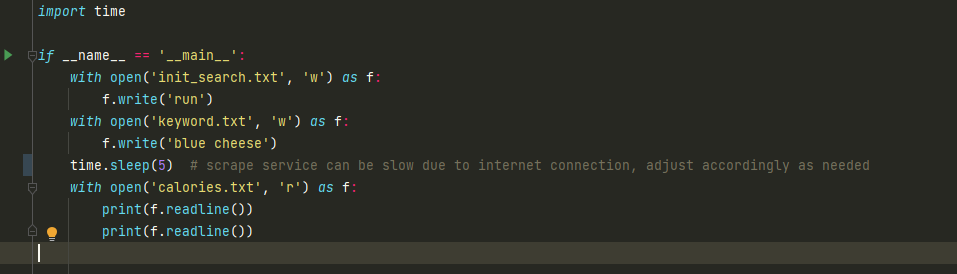 import time
if __name__ == '__main__':
with open('init_search.txt', 'w') as f:
f.write('run')
with open('keyword.txt', 'w') as f:
f.write('blue cheese')
time.sleep(5)  # scrape service can be slow due to internet connection, adjust accordingly as needed
with open('calories.txt', 'r') as f:
print(f.readline())
print(f.readline())